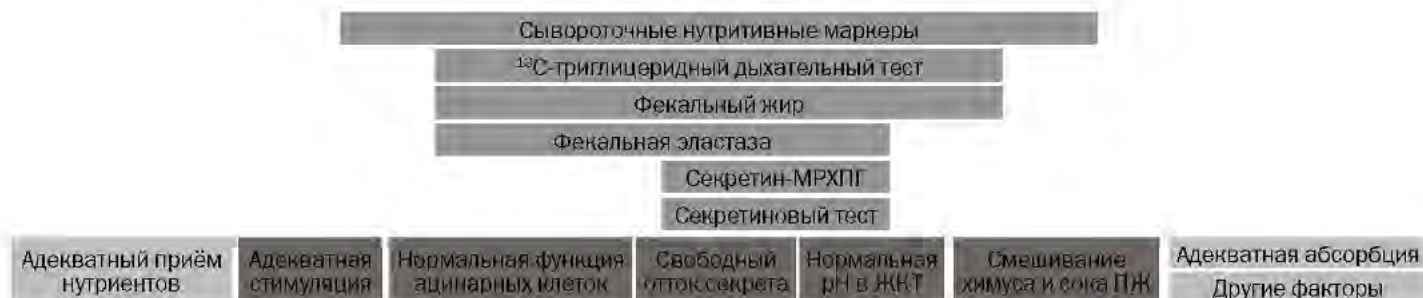 Сывороточные нутритивные маркеры
¹³С-триглицеридный дыхательный тест
Фекальный жир
Фекальная эластаза
Секретин-МРХПГ
Секретиновый тест
Адекватный приём
нутриентов
Адекватная
стимуляция
Нормальная функция
ацинарных клеток
Свободный
отток секрета
Нормальная
pH в ЖКТ
Смешивание
химуса и сока ПЖ
Адекватная абсорбция
Другие факторы